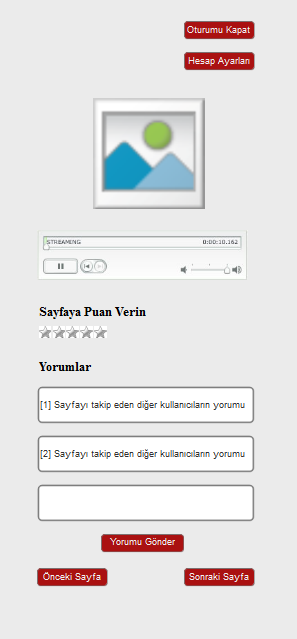 Oturumu Kapat
Hesap Ayarları
STREAMING 0:00:10.162
Sayfaya Puan Verin
Yorumlar
[1] Sayfayı takip eden diğer kullanıcıların yorumu
[2] Sayfayı takip eden diğer kullanıcıların yorumu
Yorumu Gönder
Önceki Sayfa Sonraki Sayfa